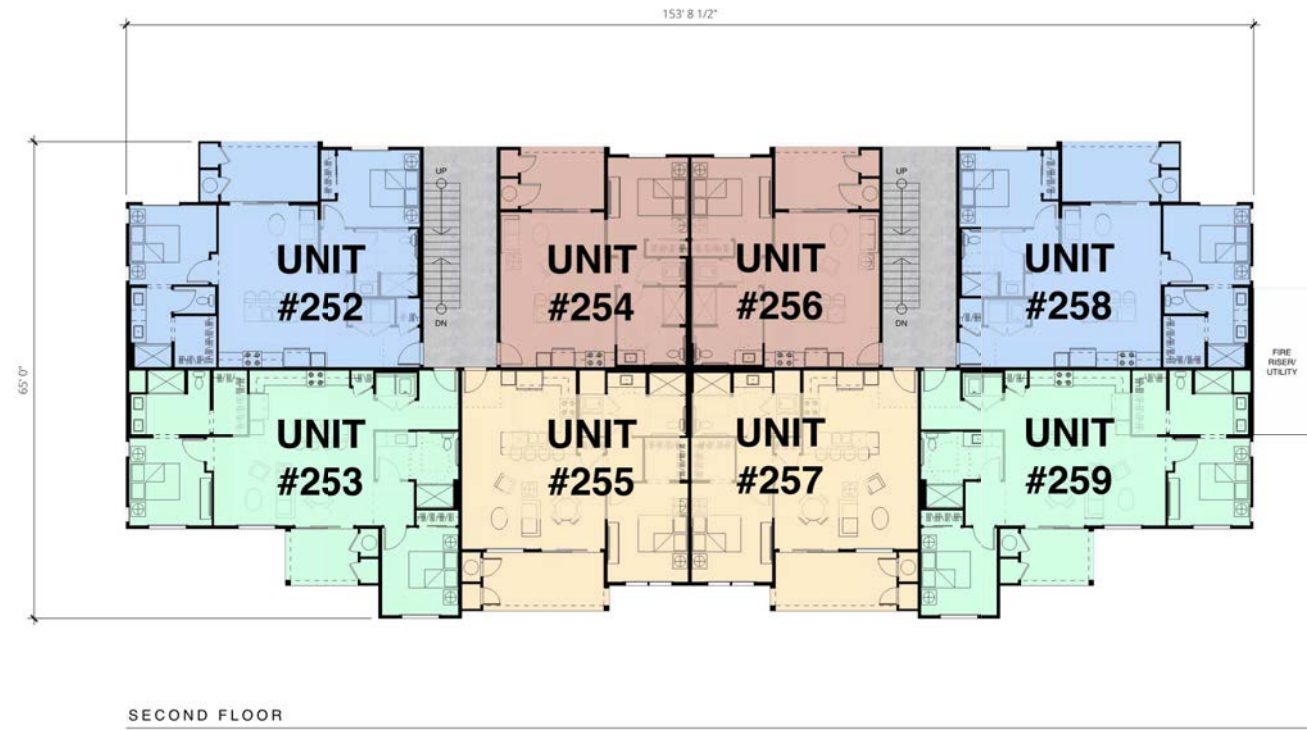 153' 8 1/2"
65' 0"
UP
UP
UNIT
#252
UNIT
#254
UNIT
#256
UNIT
#258
DN
DN
FIRE
RISER/
UTILITY
UNIT
#253
UNIT
#255
UNIT
#257
UNIT
#259
SECOND FLOOR